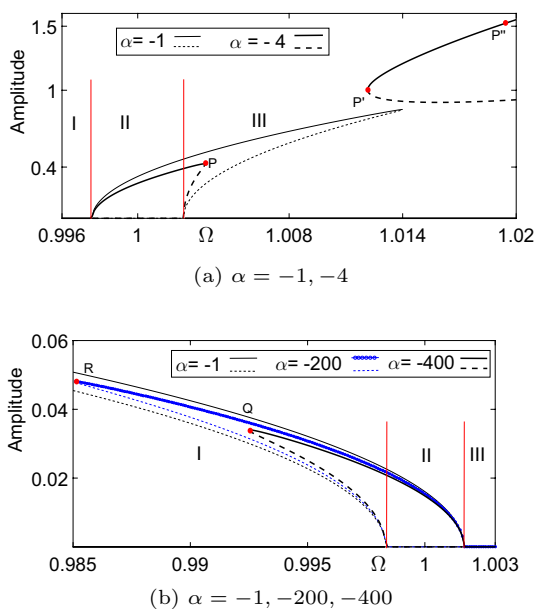 1.5
α= -1 α = - 4
P"
1
P'
Amplitude
I II III
0.4
P
0.996 1 Ω 1.008 1.014 1.02
(a) α = −1, −4
0.06
α= -1 α= -200 α= -400
R
Q
0.04
Amplitude
I II III
0.02
0
0.985 0.99 0.995 Ω 1 1.003
(b) α = −1, −200, −400